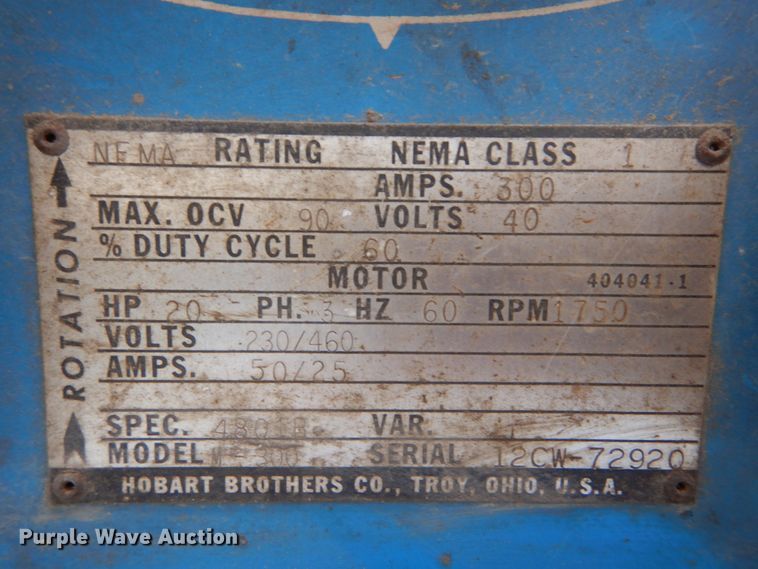 NEMA RATING NEMA CLASS 1
AMPS. 300
MAX. OCV 90 VOLTS 40
% DUTY CYCLE 60
MOTOR 404041-1
HP 20 PH. 3 HZ 60 RPM 1750
VOLTS 230/460
AMPS. 50/25
SPEC. VAR.
MODEL 300 SERIAL 12CW-72920
HOBART BROTHERS CO., TROY, OHIO, U.S.A.
ROTATION
Purple Wave Auction